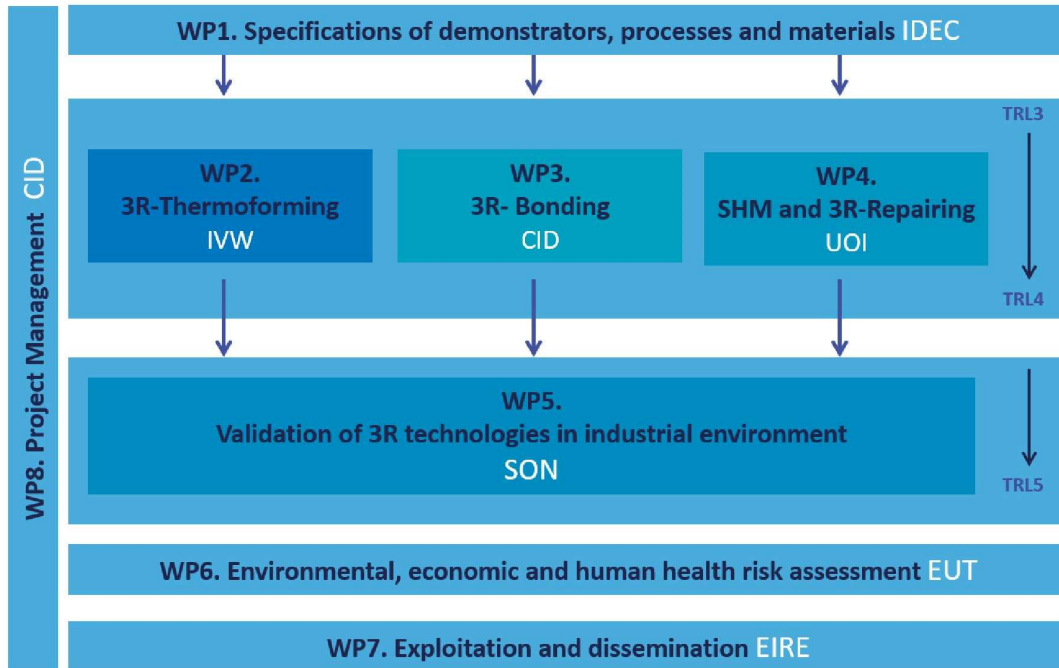 WP1. Specifications of demonstrators, processes and materials IDEC
WP8. Project Management CID
TRL3
WP2.
3R-Thermoforming
IVW
WP3.
3R- Bonding
CID
WP4.
SHM and 3R-Repairing
UOI
TRL4
WP5.
Validation of 3R technologies in industrial environment
SON
TRL5
WP6. Environmental, economic and human health risk assessment EUT
WP7. Exploitation and dissemination EIRE